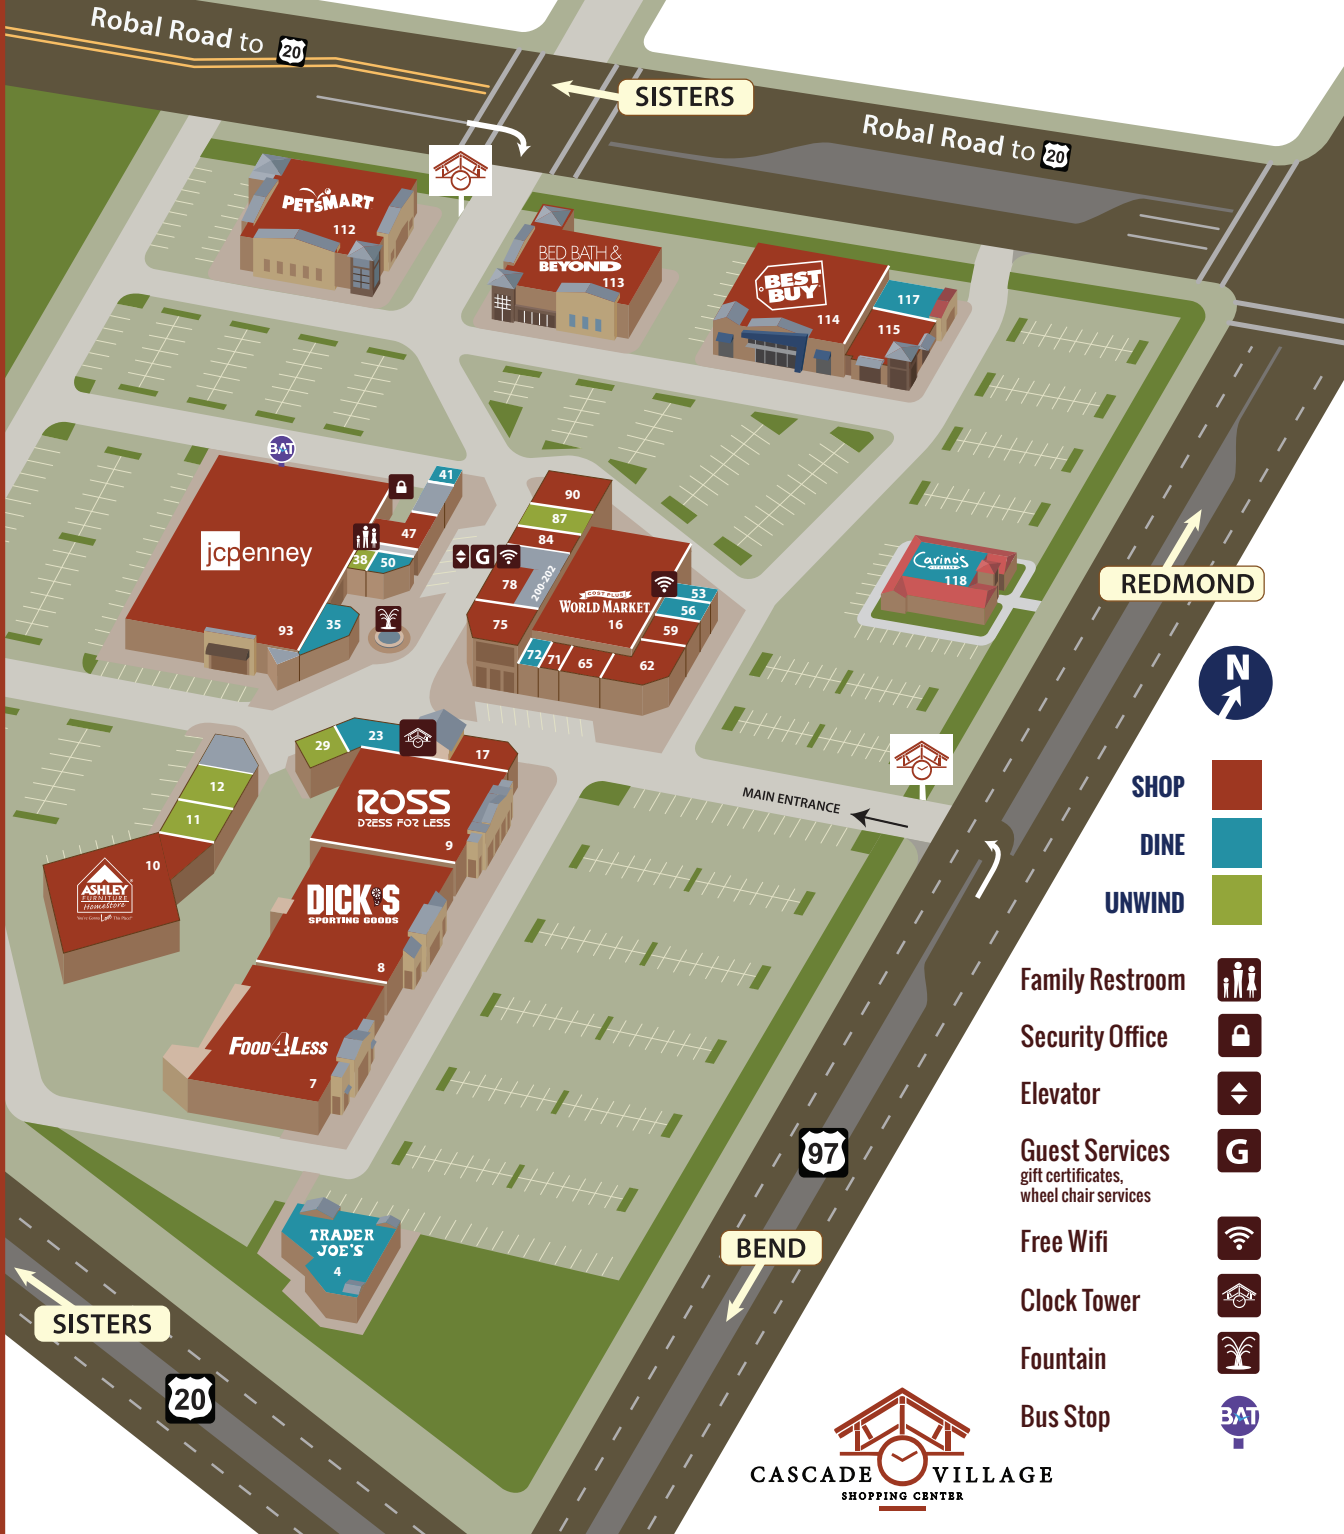 Robal Road to 20
SISTERS
Robal Road to 20
PETSMART
112
BED BATH &
BEYOND
113
BEST
BUY
114
117
115
BAT
jcpenney
93
41
47
38
50
35
90
87
84
G
78
200-202
75
COST PLUS
WORLD MARKET
16
53
56
59
72
71
65
62
Carino's
118
REDMOND
N
29
23
17
12
11
10
ASHLEY
FURNITURE
HomeStore
ROSS
DRESS FOR LESS
9
DICK'S
SPORTING GOODS
8
FOOD4LESS
7
MAIN ENTRANCE
SHOP
DINE
UNWIND
Family Restroom
Security Office
Elevator
Guest Services
gift certificates,
wheel chair services
G
Free Wifi
Clock Tower
Fountain
Bus Stop
BAT
97
BEND
TRADER
JOE'S
4
SISTERS
20
CASCADE VILLAGE
SHOPPING CENTER